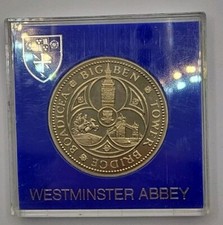 BOADICEA BIG BEN TOWER BRIDGE
WESTMINSTER ABBEY